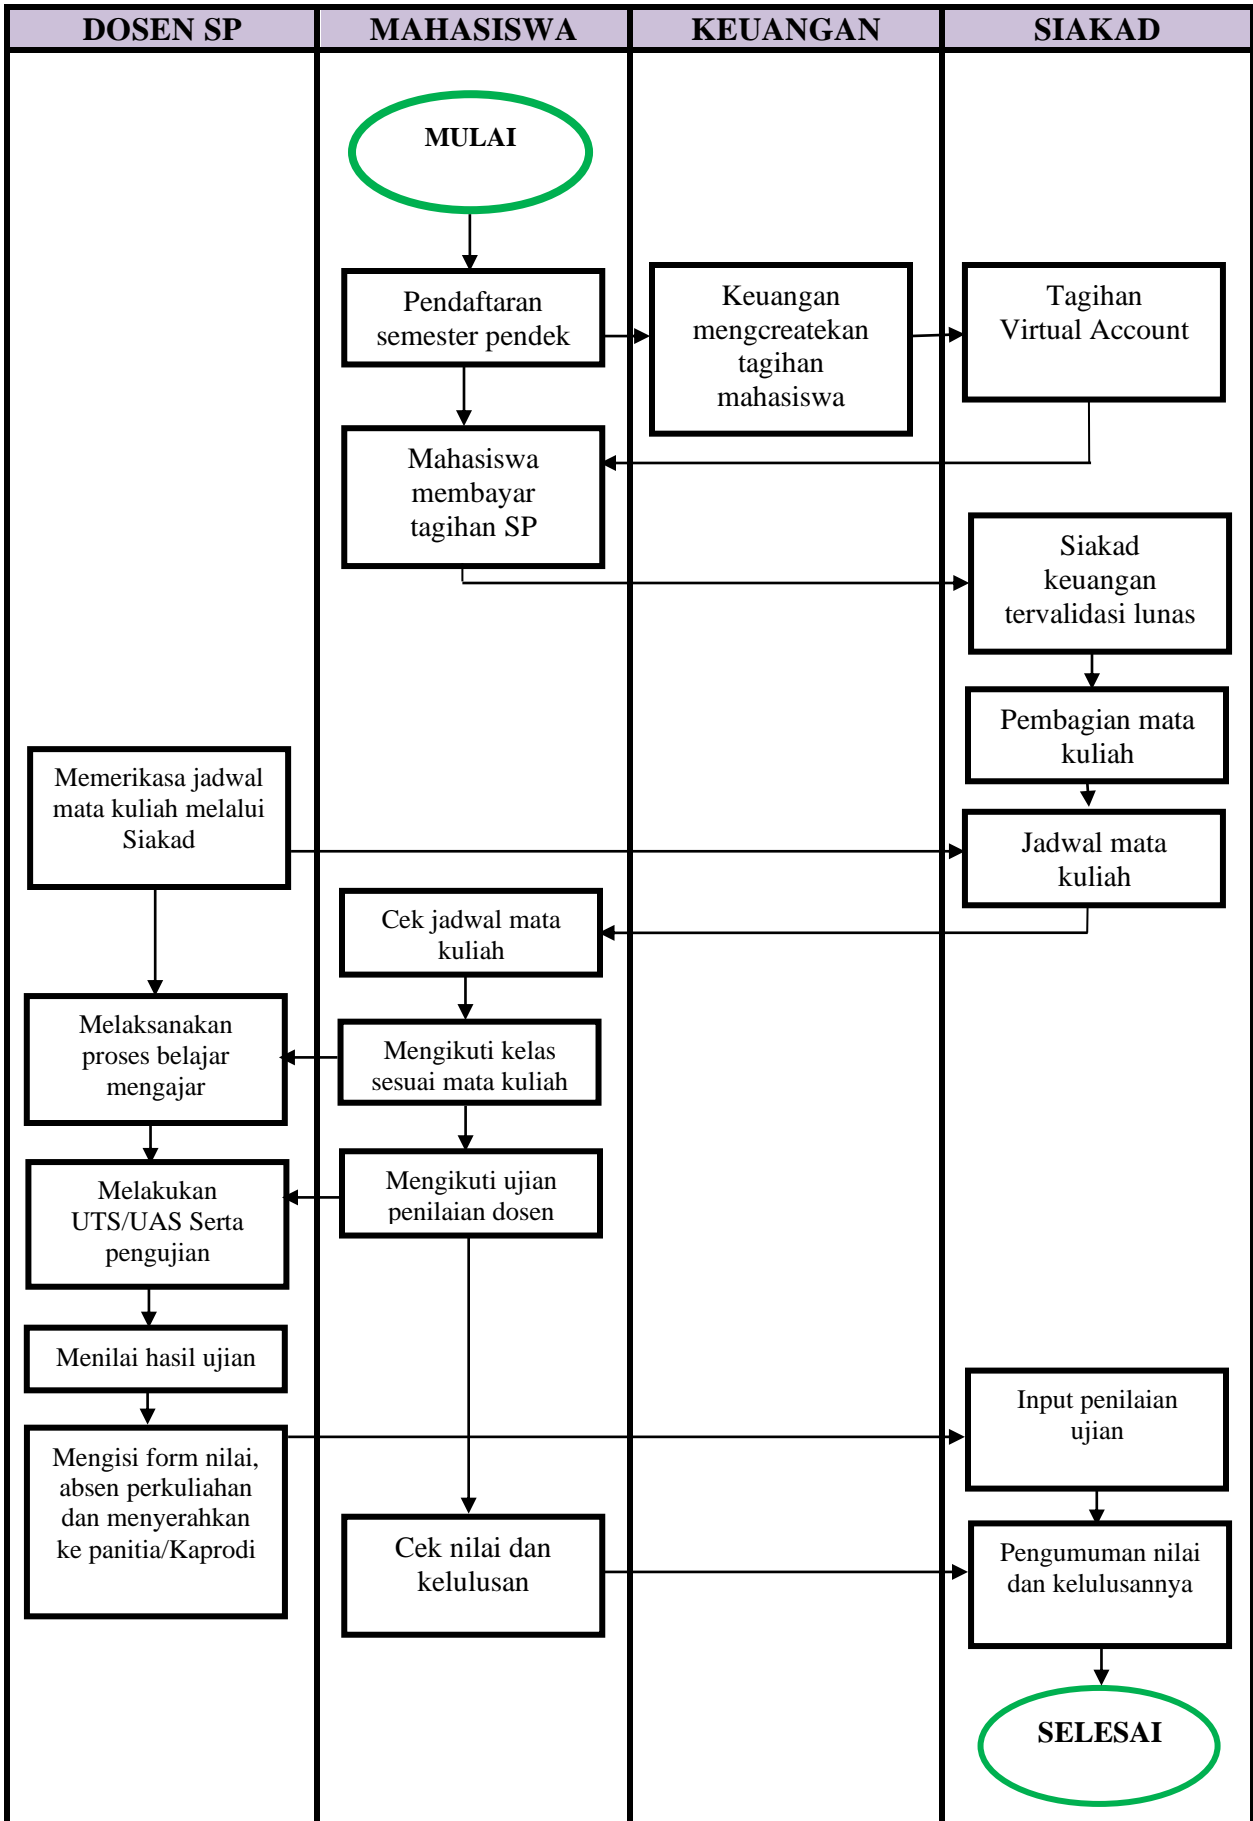 DOSEN SP
MAHASISWA
KEUANGAN
SIAKAD
MULAI
Pendaftaran
semester pendek
Keuangan
mengcreatekan
tagihan
mahasiswa
Tagihan
Virtual Account
Mahasiswa
membayar
tagihan SP
Siakad
keuangan
tervalidasi lunas
Pembagian mata
kuliah
Memerikasa jadwal
mata kuliah melalui
Siakad
Jadwal mata
kuliah
Cek jadwal mata
kuliah
Melaksanakan
proses belajar
mengajar
Mengikuti kelas
sesuai mata kuliah
Melakukan
UTS/UAS Serta
pengujian
Mengikuti ujian
penilaian dosen
Menilai hasil ujian
Input penilaian
ujian
Mengisi form nilai,
absen perkuliahan
dan menyerahkan
ke panitia/Kaprodi
Cek nilai dan
kelulusan
Pengumuman nilai
dan kelulusannya
SELESAI